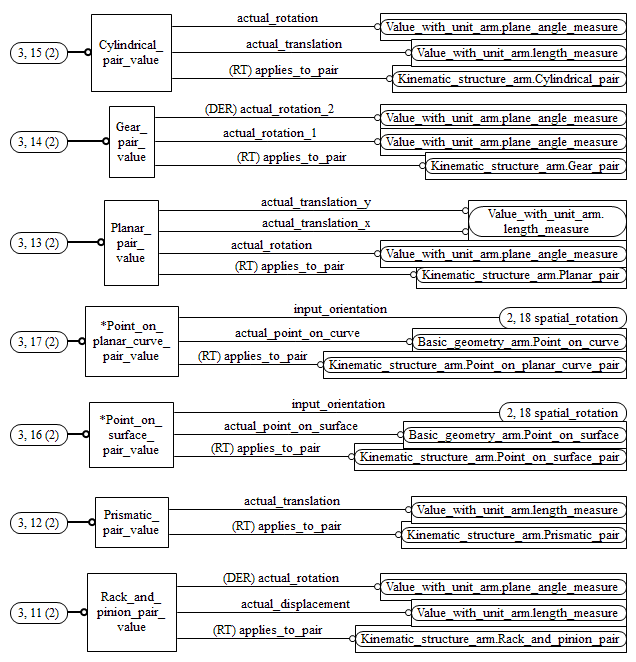 actual_rotation
Value_with_unit_arm.plane_angle_measure
3, 15 (2)
Cylindrical_
pair_value
actual_translation
Value_with_unit_arm.length_measure
(RT) applies_to_pair
Kinematic_structure_arm.Cylindrical_pair
(DER) actual_rotation_2
Value_with_unit_arm.plane_angle_measure
3, 14 (2)
Gear_
pair_
value
actual_rotation_1
Value_with_unit_arm.plane_angle_measure
(RT) applies_to_pair
Kinematic_structure_arm.Gear_pair
actual_translation_y
Value_with_unit_arm.
length_measure
actual_translation_x
3, 13 (2)
Planar_
pair_
value
actual_rotation
Value_with_unit_arm.plane_angle_measure
(RT) applies_to_pair
Kinematic_structure_arm.Planar_pair
input_orientation
2, 18 spatial_rotation
3, 17 (2)
*Point_on_
planar_curve_
pair_value
actual_point_on_curve
Basic_geometry_arm.Point_on_curve
(RT) applies_to_pair
Kinematic_structure_arm.Point_on_planar_curve_pair
input_orientation
2, 18 spatial_rotation
3, 16 (2)
*Point_on_
surface_
pair_value
actual_point_on_surface
Basic_geometry_arm.Point_on_surface
(RT) applies_to_pair
Kinematic_structure_arm.Point_on_surface_pair
actual_translation
Value_with_unit_arm.length_measure
3, 12 (2)
Prismatic_
pair_value
(RT) applies_to_pair
Kinematic_structure_arm.Prismatic_pair
(DER) actual_rotation
Value_with_unit_arm.plane_angle_measure
3, 11 (2)
Rack_and_
pinion_pair_
value
actual_displacement
Value_with_unit_arm.length_measure
(RT) applies_to_pair
Kinematic_structure_arm.Rack_and_pinion_pair